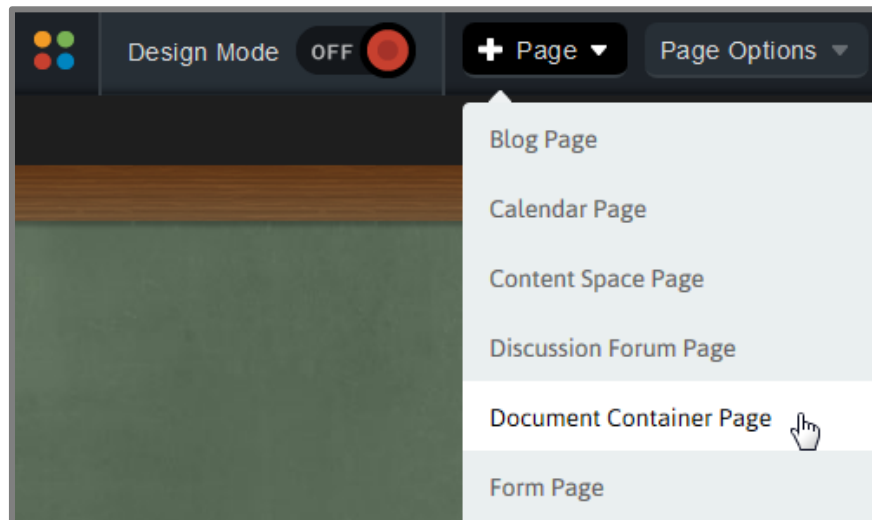 Design Mode OFF Page Page Options
Blog Page
Calendar Page
Content Space Page
Discussion Forum Page
Document Container Page
Form Page